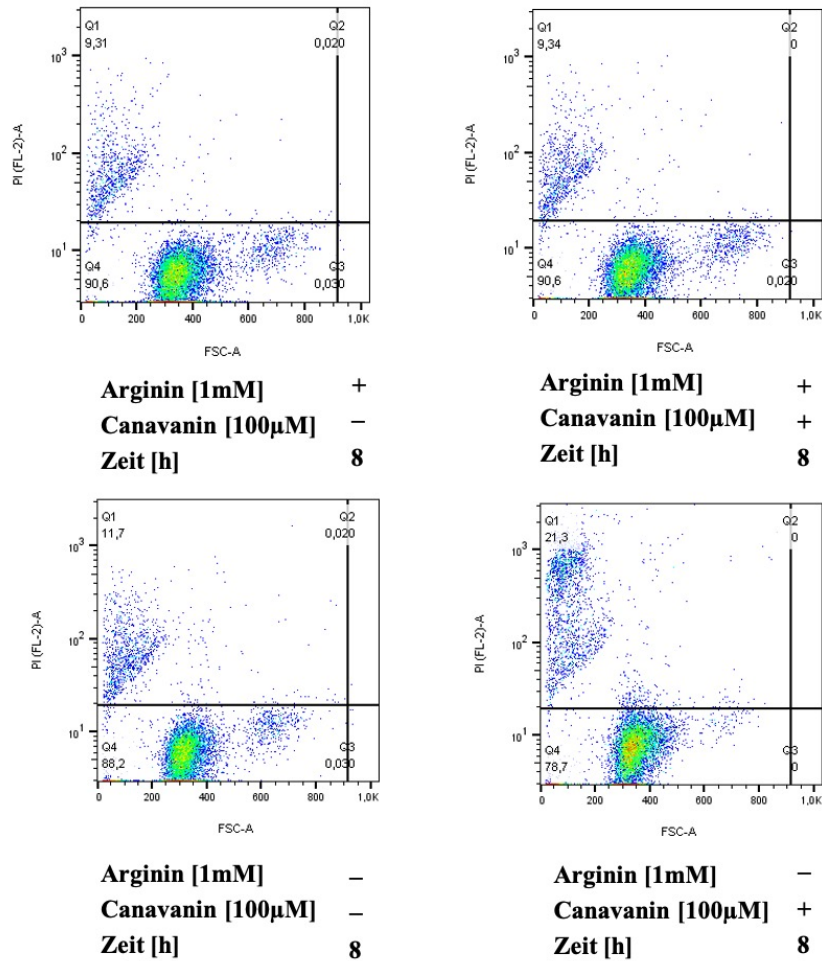 Q1
9,31
Q2
0,020
10³
10²
10¹
PI (FL-2)-A
Q4
90,6
Q3
0,030
0 200 400 600 800 1,0K
FSC-A
Arginin [1mM] +
Canavanin [100µM] −
Zeit [h] 8
Q1
9,34
Q2
0
10³
10²
10¹
PI (FL-2)-A
Q4
90,6
Q3
0,020
0 200 400 600 800 1,0K
FSC-A
Arginin [1mM] +
Canavanin [100µM] +
Zeit [h] 8
Q1
11,7
Q2
0,020
10³
10²
10¹
PI (FL-2)-A
Q4
88,2
Q3
0,030
0 200 400 600 800 1,0K
FSC-A
Arginin [1mM] −
Canavanin [100µM] −
Zeit [h] 8
Q1
21,3
Q2
0
10³
10²
10¹
PI (FL-2)-A
Q4
78,7
Q3
0
0 200 400 600 800 1,0K
FSC-A
Arginin [1mM] −
Canavanin [100µM] +
Zeit [h] 8